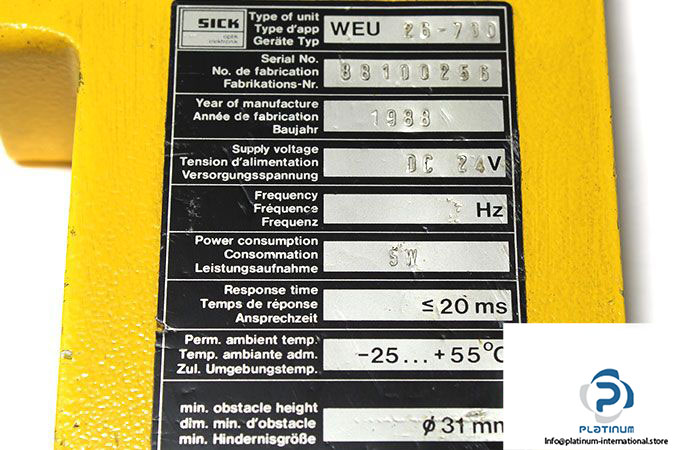 SICK
optik
elektronik
Type of unit
Type d'app
Geräte Typ
WEU 26-730
Serial No.
No. de fabrication
Fabrikations-Nr.
88100256
Year of manufacture
Année de fabrication
Baujahr
1988
Supply voltage
Tension d'alimentation
Versorgungsspannung
DC 24V
Frequency
Fréquence
Frequenz
Hz
Power consumption
Consommation
Leistungsaufnahme
5W
Response time
Temps de réponse
Ansprechzeit
≤ 20 ms
Perm. ambient temp.
Temp. ambiante adm.
Zul. Umgebungstemp.
-25...+55°C
min. obstacle height
dim. min. d'obstacle
min. Hindernisgröße
ϕ 31 mm
PLATINUM
Info@platinum-international.store